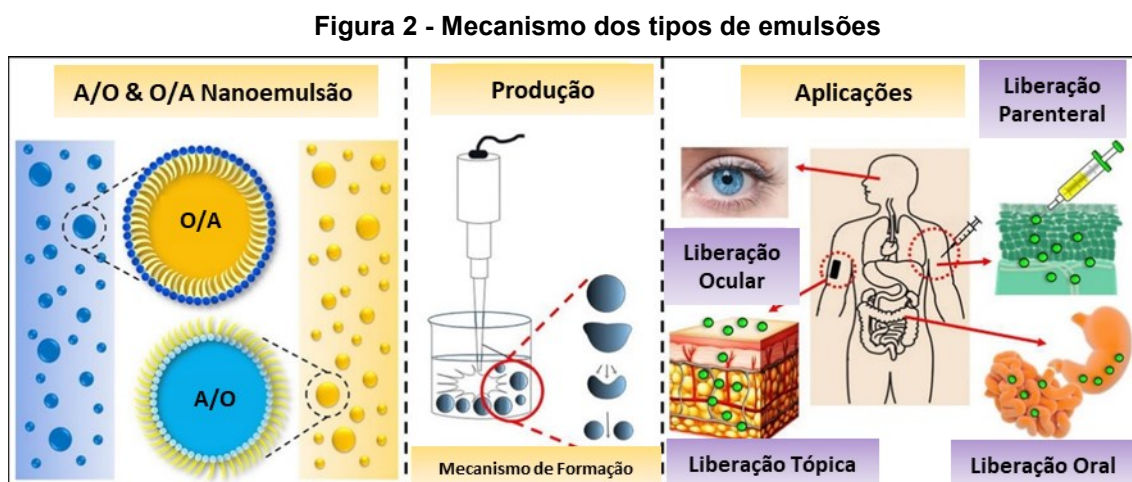 Figura 2 - Mecanismo dos tipos de emulsões
A/O & O/A Nanoemulsão
O/A
A/O
Produção
Mecanismo de Formação
Aplicações
Liberação
Parenteral
Liberação
Ocular
Liberação Tópica
Liberação Oral